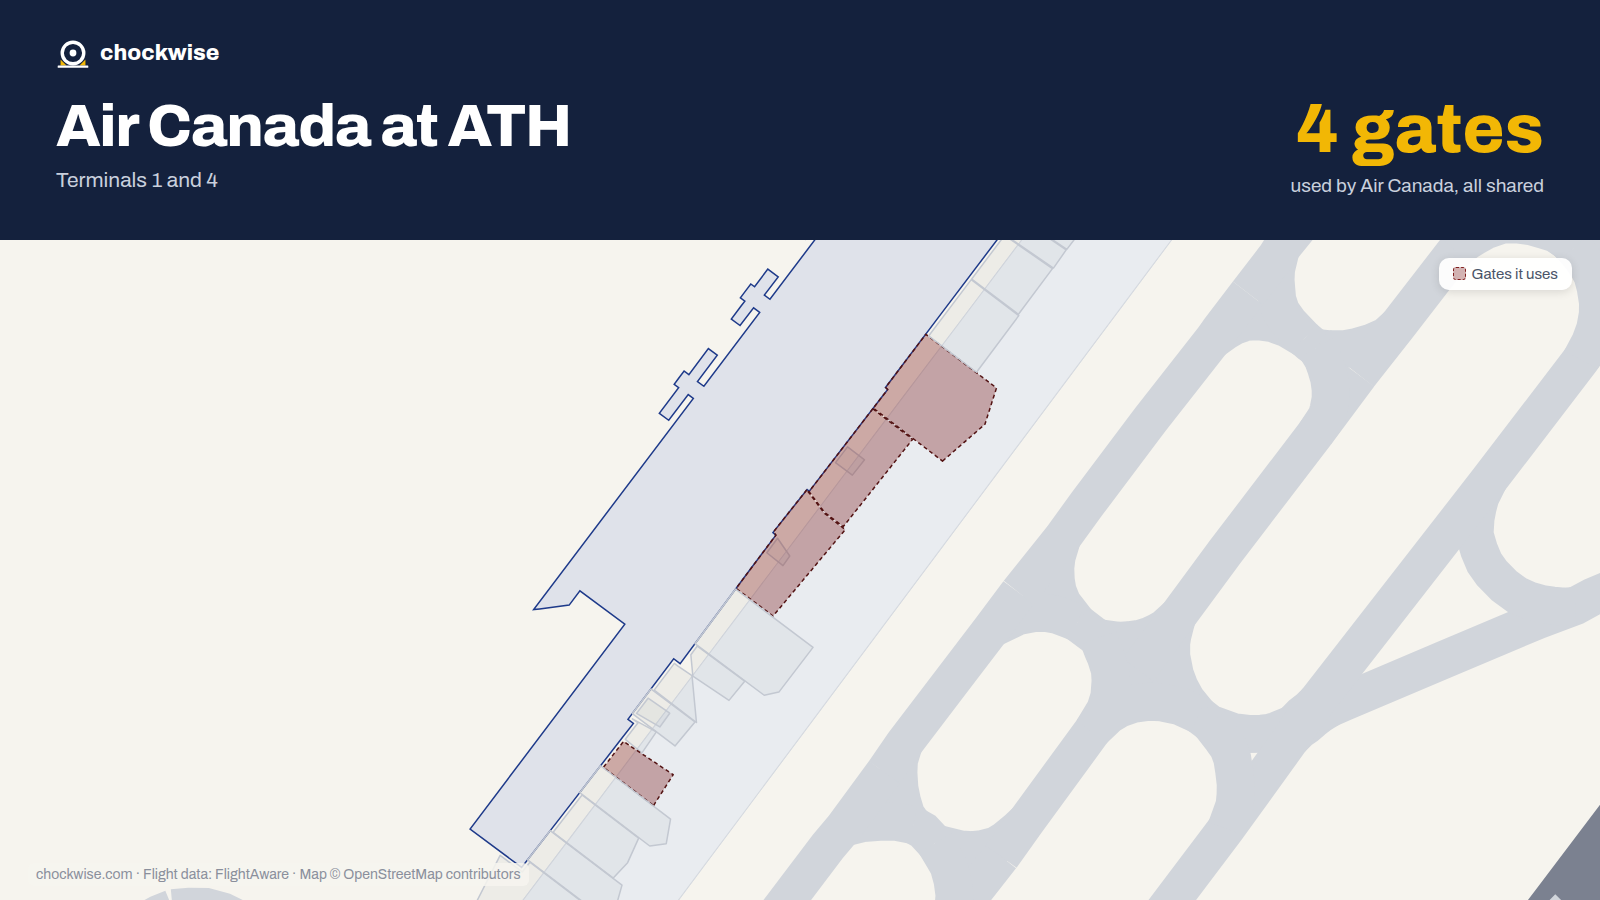 chockwise
Air Canada at ATH
Terminals 1 and 4
4 gates
used by Air Canada, all shared
Gates it uses
chockwise.com · Flight data: FlightAware · Map © OpenStreetMap contributors